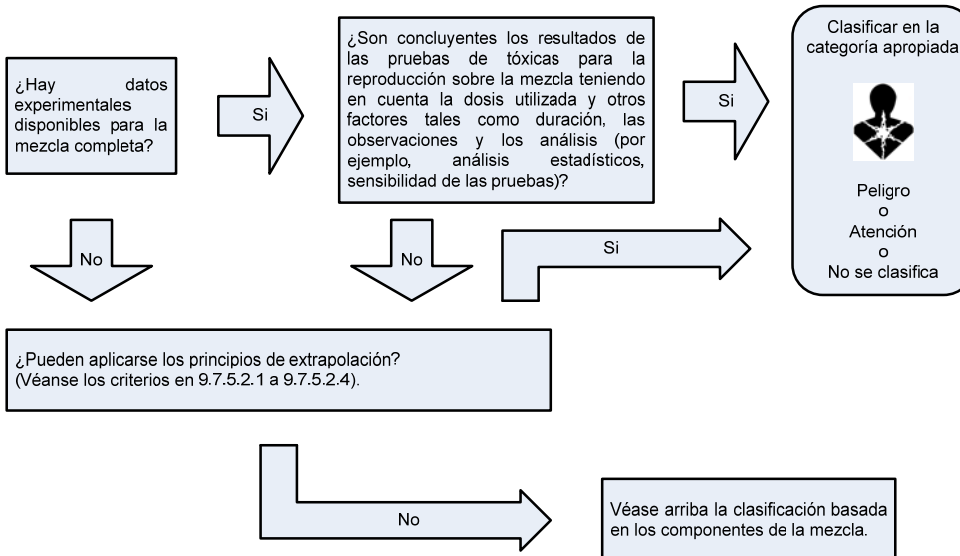 ¿Hay datos
experimentales
disponibles para la
mezcla completa?
Si
¿Son concluyentes los resultados de
las pruebas de tóxicas para la
reproducción sobre la mezcla teniendo
en cuenta la dosis utilizada y otros
factores tales como duración, las
observaciones y los análisis (por
ejemplo, análisis estadísticos,
sensibilidad de las pruebas)?
Si
Clasificar en la
categoría apropiada
Peligro
o
Atención
o
No se clasifica
No
No
Si
¿Pueden aplicarse los principios de extrapolación?
(Véanse los criterios en 9.7.5.2.1 a 9.7.5.2.4).
No
Véase arriba la clasificación basada
en los componentes de la mezcla.